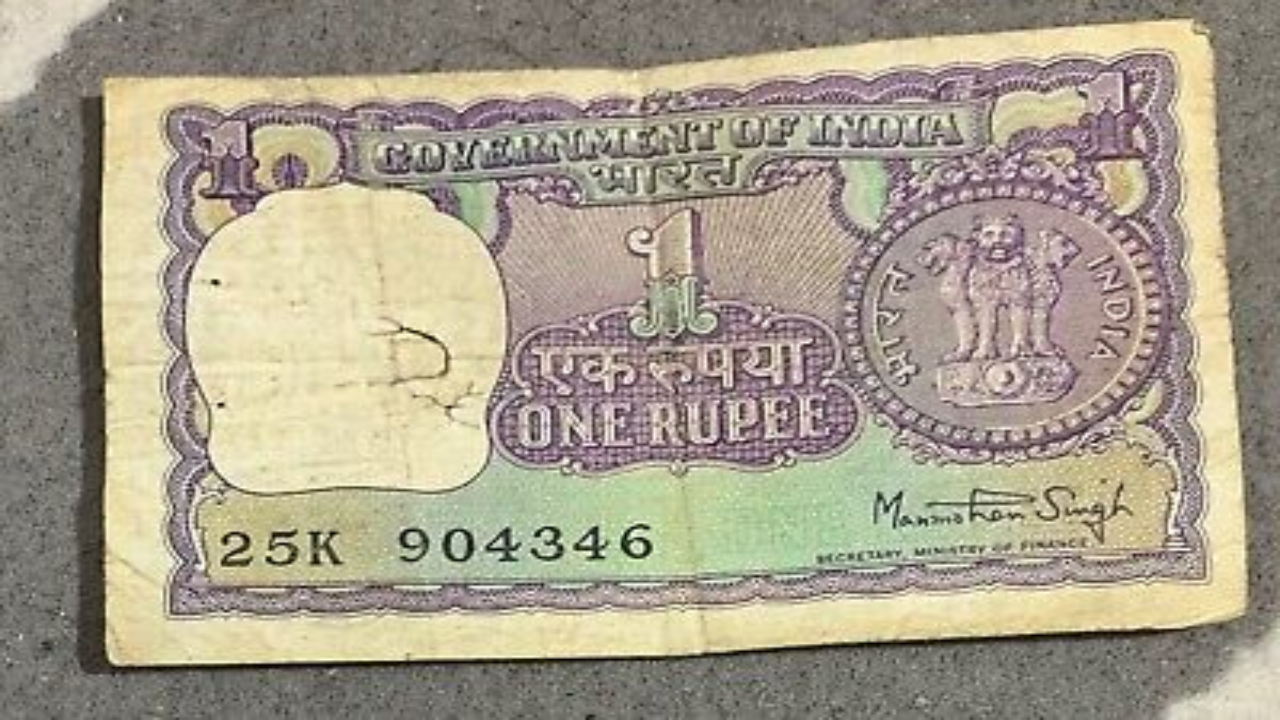 1 1
GOVERNMENT OF INDIA
भारत
1
भारत INDIA
एक रुपया
ONE RUPEE
Manmohan Singh
25K 904346
SECRETARY, MINISTRY OF FINANCE